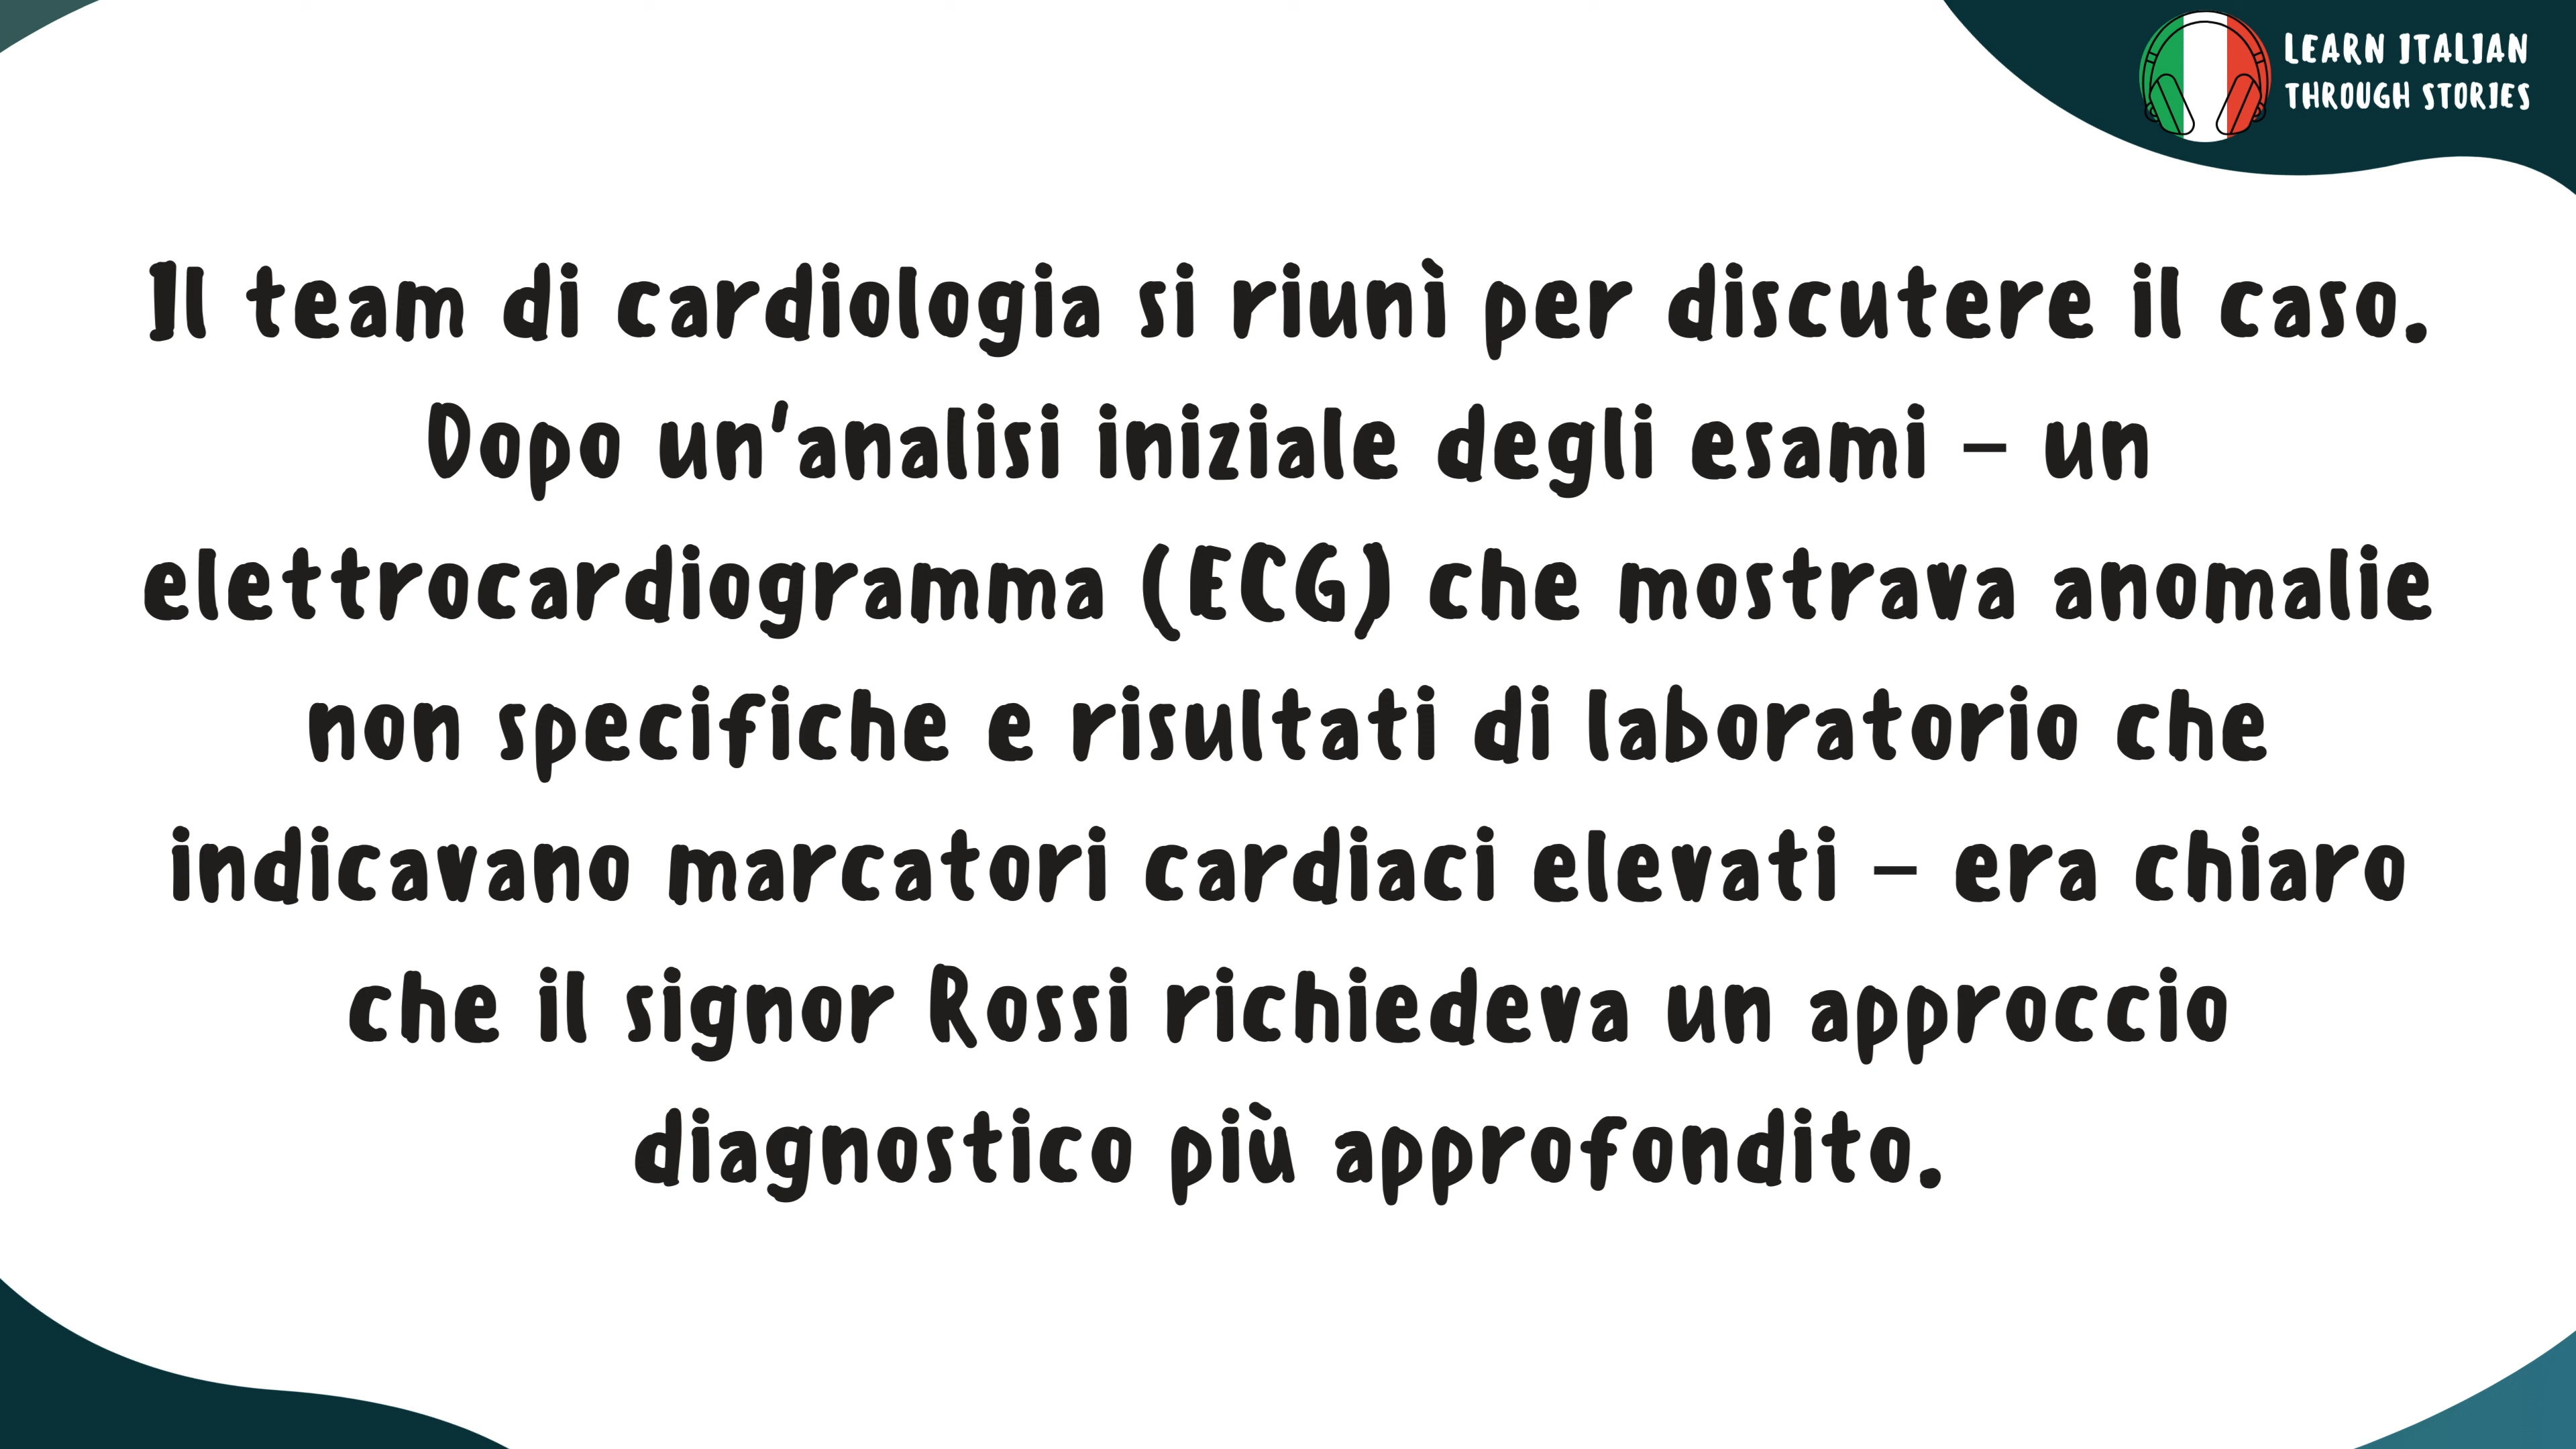 LEARN ITALIAN
THROUGH STORIES
Il team di cardiologia si riunì per discutere il caso.
Dopo un'analisi iniziale degli esami – un
elettrocardiogramma (ECG) che mostrava anomalie
non specifiche e risultati di laboratorio che
indicavano marcatori cardiaci elevati – era chiaro
che il signor Rossi richiedeva un approccio
diagnostico più approfondito.